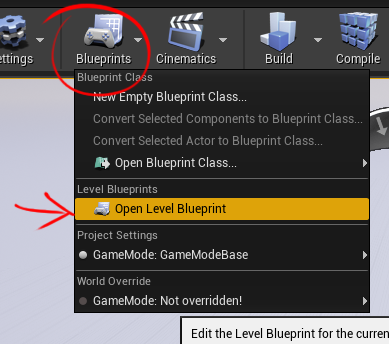 ettings
Blueprints
Cinematics
Build
Compile
Blueprint Class
New Empty Blueprint Class...
Convert Selected Components to Blueprint Class...
Convert Selected Actor to Blueprint Class...
Open Blueprint Class...
Level Blueprints
Open Level Blueprint
Project Settings
GameMode: GameModeBase
World Override
GameMode: Not overridden!
Edit the Level Blueprint for the curren